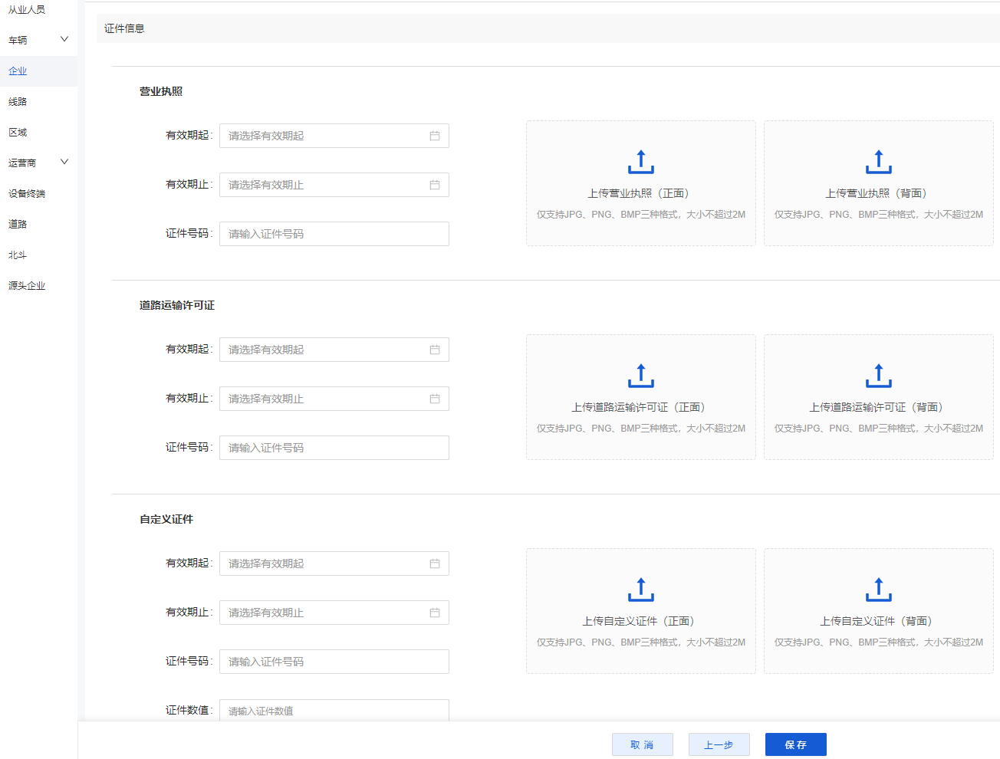 从业人员
车辆
企业
线路
区域
运营商
设备终端
道路
北斗
源头企业
证件信息
营业执照
有效期起: 请选择有效期起
有效期止: 请选择有效期止
证件号码: 请输入证件号码
上传营业执照（正面）
仅支持JPG、PNG、BMP三种格式，大小不超过2M
上传营业执照（背面）
仅支持JPG、PNG、BMP三种格式，大小不超过2M
道路运输许可证
有效期起: 请选择有效期起
有效期止: 请选择有效期止
证件号码: 请输入证件号码
上传道路运输许可证（正面）
仅支持JPG、PNG、BMP三种格式，大小不超过2M
上传道路运输许可证（背面）
仅支持JPG、PNG、BMP三种格式，大小不超过2M
自定义证件
有效期起: 请选择有效期起
有效期止: 请选择有效期止
证件号码: 请输入证件号码
证件数值: 请输入证件数值
上传自定义证件（正面）
仅支持JPG、PNG、BMP三种格式，大小不超过2M
上传自定义证件（背面）
仅支持JPG、PNG、BMP三种格式，大小不超过2M
取 消 上一步 保 存